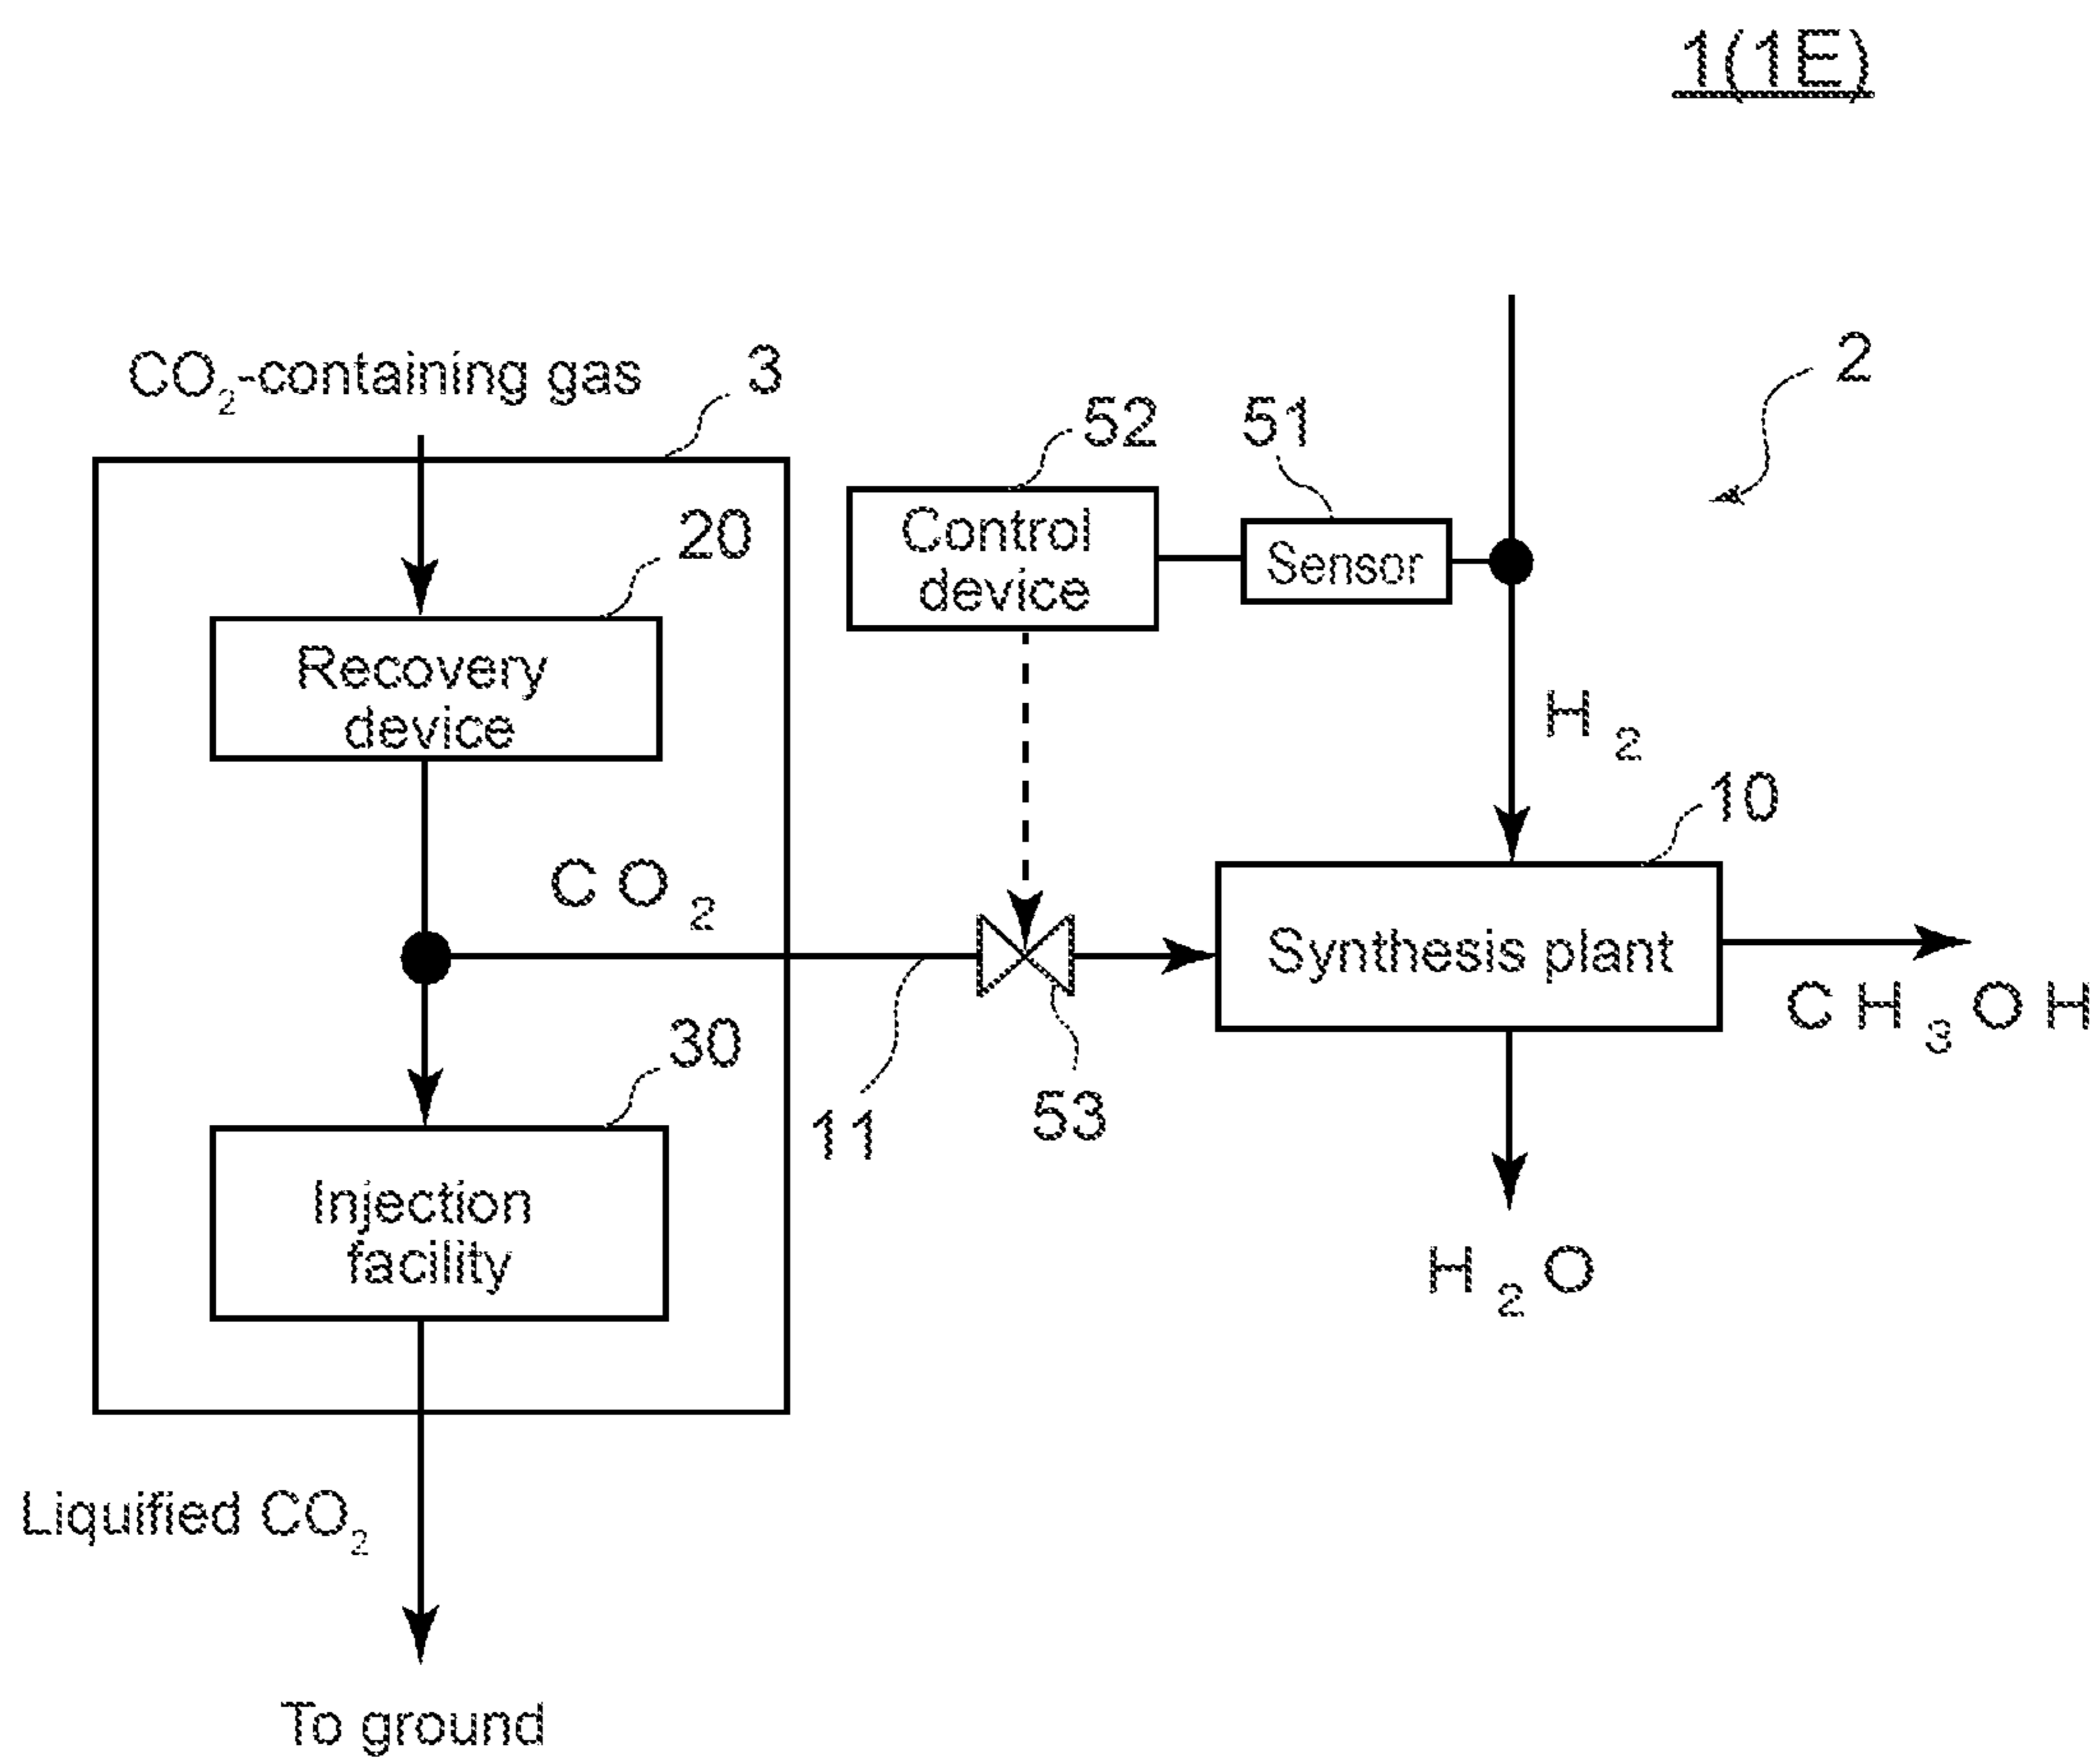 1(1E)
CO2-containing gas
3
2
52
51
Control
device
Sensor
20
Recovery
device
H2
10
CO2
Synthesis plant
CH3OH
30
11
53
Injection
facility
H2O
Liquified CO2
To ground